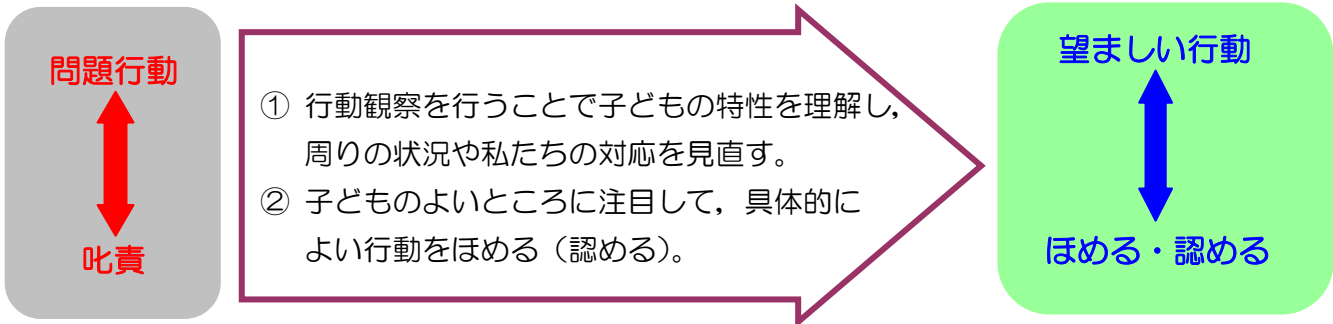 問題行動
叱責
① 行動観察を行うことで子どもの特性を理解し，
周りの状況や私たちの対応を見直す。
② 子どものよいところに注目して，具体的に
よい行動をほめる（認める）。
望ましい行動
ほめる・認める